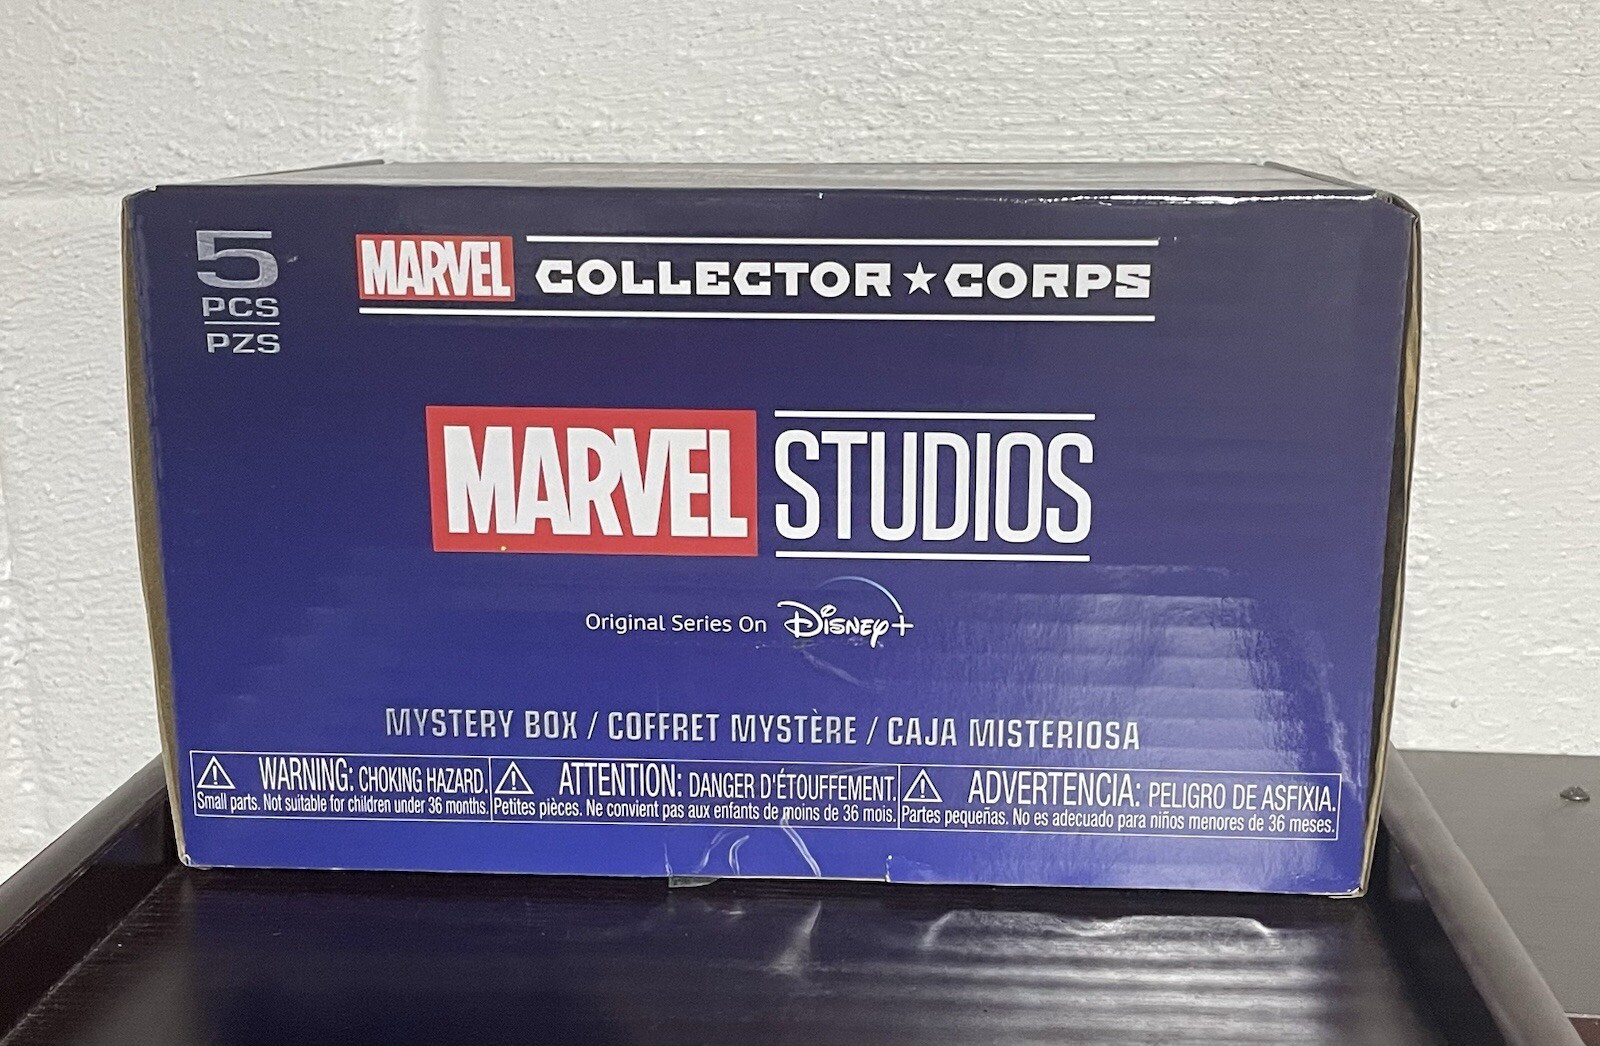 5
PCS
PZS
MARVEL COLLECTOR★CORPS
MARVEL STUDIOS
Original Series On Disney+
MYSTERY BOX / COFFRET MYSTÈRE / CAJA MISTERIOSA
WARNING: CHOKING HAZARD.
Small parts. Not suitable for children under 36 months.
ATTENTION: DANGER D'ÉTOUFFEMENT.
Petites pièces. Ne convient pas aux enfants de moins de 36 mois.
ADVERTENCIA: PELIGRO DE ASFIXIA.
Partes pequeñas. No es adecuado para niños menores de 36 meses.